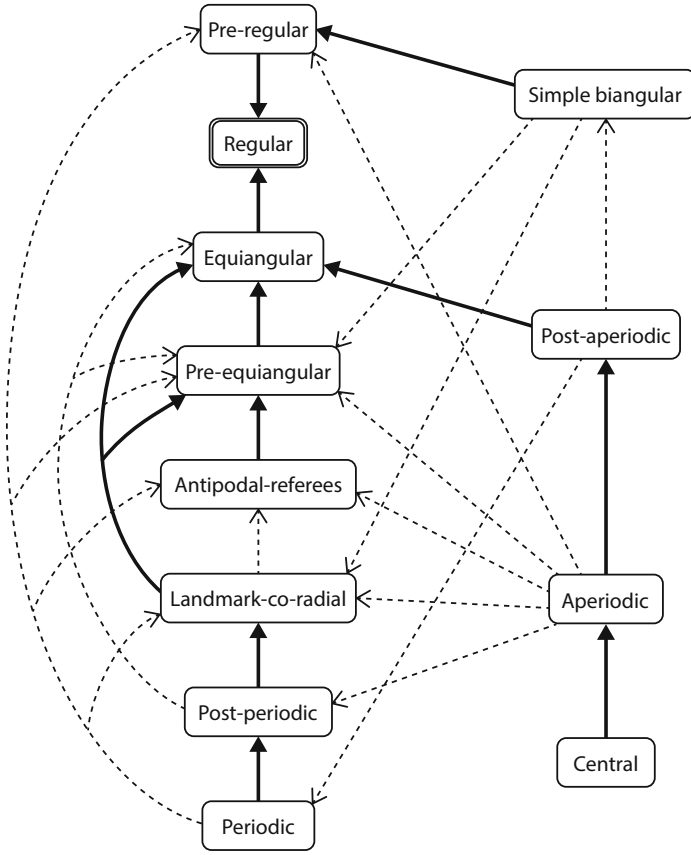 Pre-regular
Simple biangular
Regular
Equiangular
Post-aperiodic
Pre-equiangular
Antipodal-referees
Landmark-co-radial
Aperiodic
Post-periodic
Central
Periodic